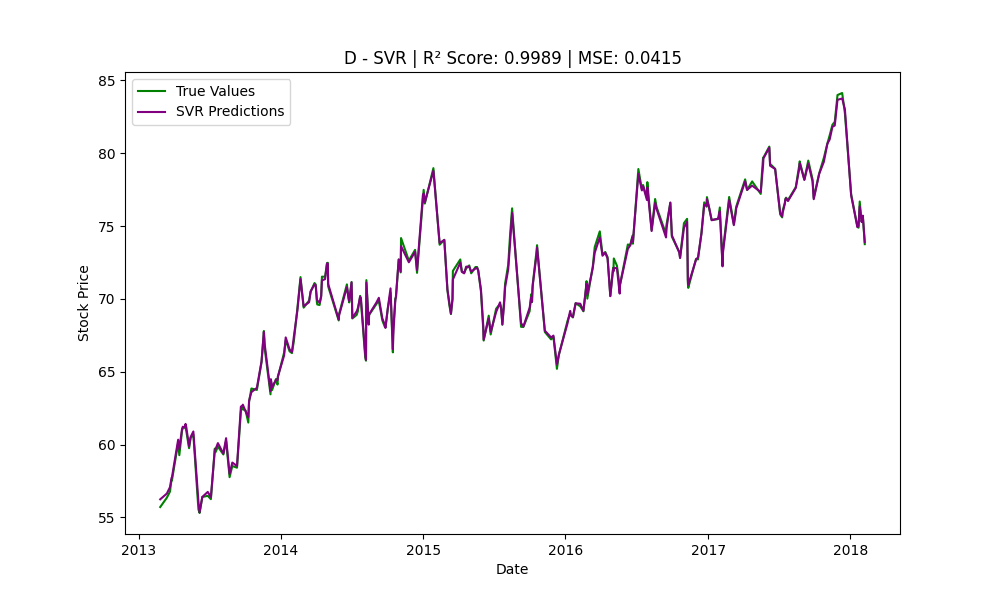 D - SVR | R² Score: 0.9989 | MSE: 0.0415
True Values
SVR Predictions
85
80
75
70
65
60
55
Stock Price
2013 2014 2015 2016 2017 2018
Date